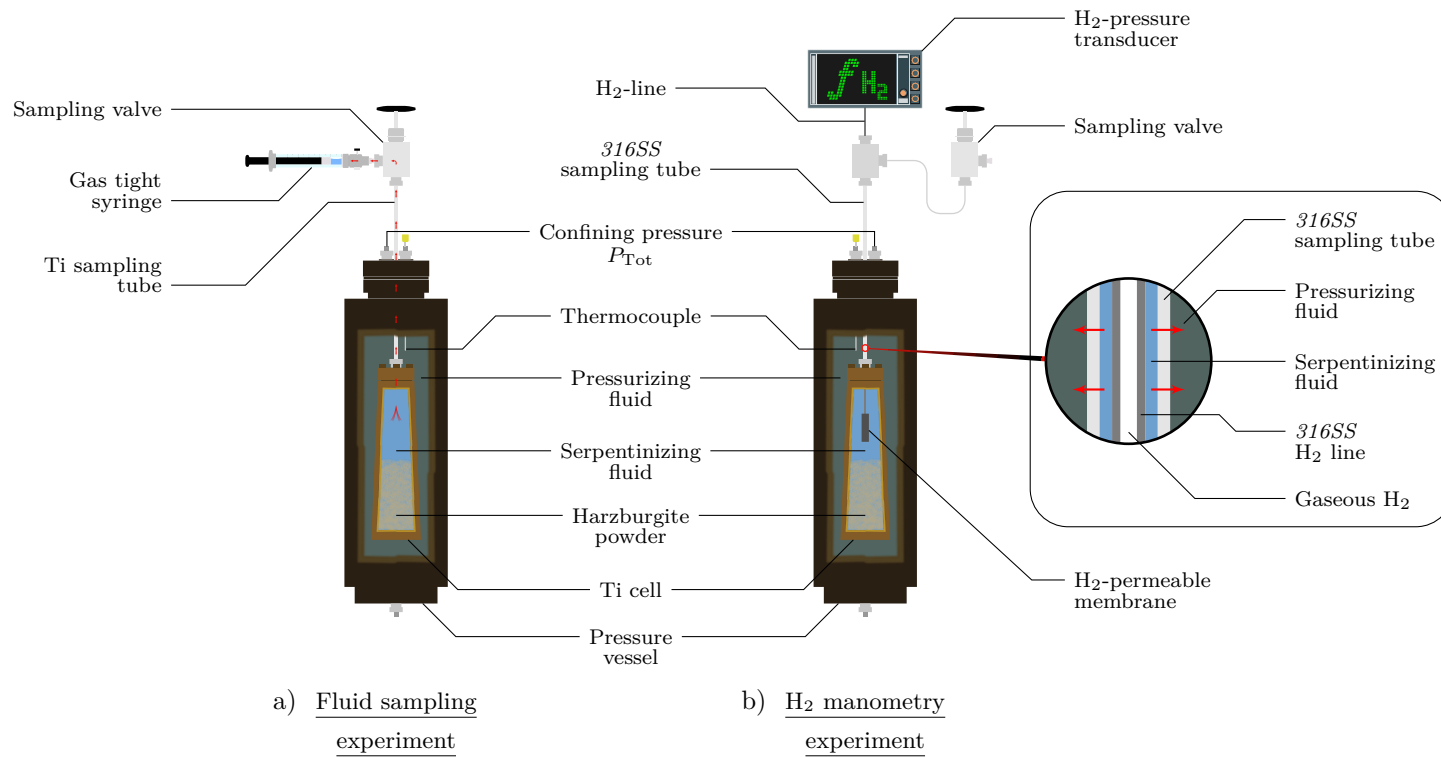 H₂-pressure
transducer
fH₂
H₂-line
Sampling valve
Sampling valve
316SS
sampling tube
Gas tight
syringe
316SS
sampling tube
Confining pressure
P_Tot
Ti sampling
tube
Pressurizing
fluid
Thermocouple
Serpentinizing
fluid
Pressurizing
fluid
316SS
H₂ line
Serpentinizing
fluid
Gaseous H₂
Harzburgite
powder
H₂-permeable
membrane
Ti cell
Pressure
vessel
a) Fluid sampling
experiment
b) H₂ manometry
experiment